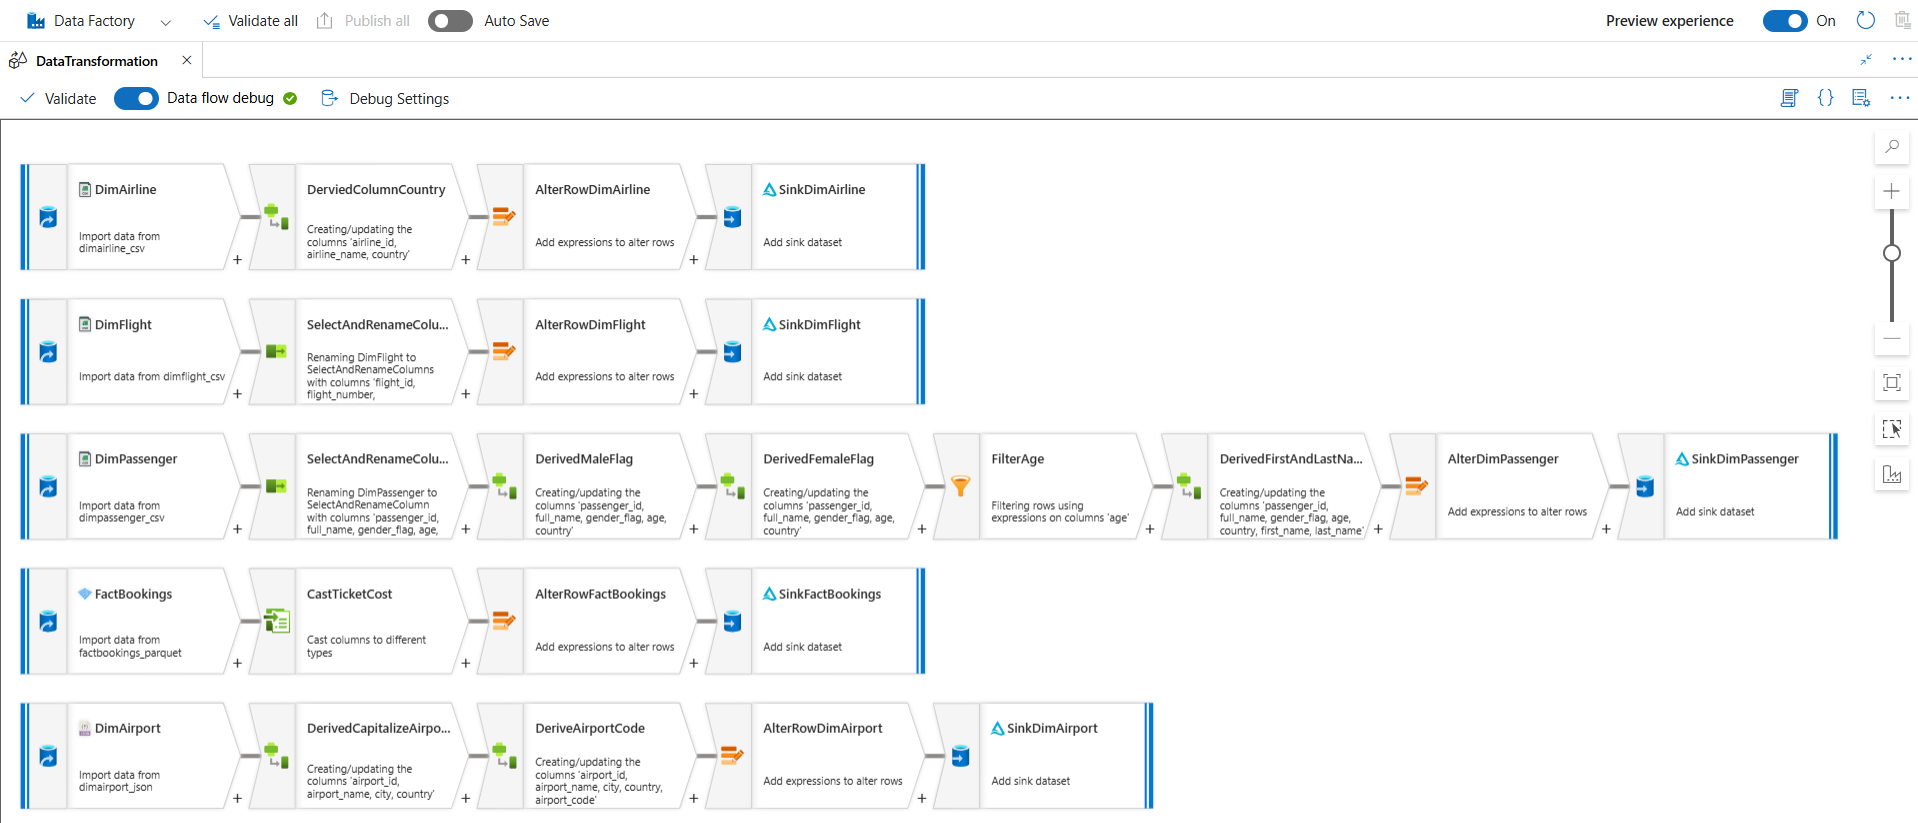 Data Factory
Validate all
Publish all
Auto Save
Preview experience
On
DataTransformation
Validate
Data flow debug
Debug Settings
{}
DimAirline
Import data from
dimairline_csv
+
DerviedColumnCountry
Creating/updating the
columns 'airline_id,
airline_name, country'
+
AlterRowDimAirline
Add expressions to alter rows
+
SinkDimAirline
Add sink dataset
DimFlight
Import data from dimflight_csv
+
SelectAndRenameColu...
Renaming DimFlight to
SelectAndRenameColumns
with columns 'flight_id,
flight_number,
+
AlterRowDimFlight
Add expressions to alter rows
+
SinkDimFlight
Add sink dataset
DimPassenger
Import data from
dimpassenger_csv
+
SelectAndRenameColu...
Renaming DimPassenger to
SelectAndRenameColumn
with columns 'passenger_id,
full_name, gender_flag, age,
+
DerivedMaleFlag
Creating/updating the
columns 'passenger_id,
full_name, gender_flag, age,
country'
+
DerivedFemaleFlag
Creating/updating the
columns 'passenger_id,
full_name, gender_flag, age,
country'
+
FilterAge
Filtering rows using
expressions on columns 'age'
+
DerivedFirstAndLastNa...
Creating/updating the
columns 'passenger_id,
full_name, gender_flag, age,
country, first_name, last_name'
+
AlterDimPassenger
Add expressions to alter rows
+
SinkDimPassenger
Add sink dataset
FactBookings
Import data from
factbookings_parquet
+
CastTicketCost
Cast columns to different
types
+
AlterRowFactBookings
Add expressions to alter rows
+
SinkFactBookings
Add sink dataset
DimAirport
Import data from
dimairport_json
+
DerivedCapitalizeAirpo...
Creating/updating the
columns 'airport_id,
airport_name, city, country'
+
DeriveAirportCode
Creating/updating the
columns 'airport_id,
airport_name, city, country,
airport_code'
+
AlterRowDimAirport
Add expressions to alter rows
+
SinkDimAirport
Add sink dataset